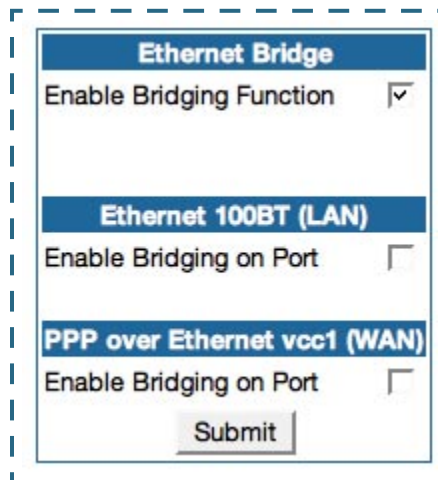 Ethernet Bridge
Enable Bridging Function
Ethernet 100BT (LAN)
Enable Bridging on Port
PPP over Ethernet vcc1 (WAN)
Enable Bridging on Port
Submit